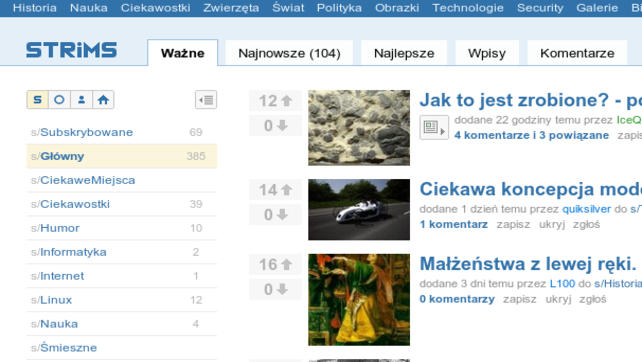 Historia Nauka Ciekawostki Zwierzęta Świat Polityka Obrazki Technologie Security Galerie
STRiMS
Ważne Najnowsze (104) Najlepsze Wpisy Komentarze
S
s/Subskrybowane 69
s/Główny 385
s/CiekaweMiejsca
s/Ciekawostki 39
s/Humor 10
s/Informatyka 2
s/Internet 1
s/Linux 12
s/Nauka 4
s/Śmieszne
12
0
Jak to jest zrobione? -
dodane 22 godziny temu przez
4 komentarze i 3 powiązane
14
0
Ciekawa koncepcja
dodane 1 dzień temu przez quiksilver do
1 komentarz zapisz ukryj zgłoś
16
0
Małżeństwa z lewej ręki.
dodane 3 dni temu przez L100 do s/Historia
0 komentarzy zapisz ukryj zgłoś